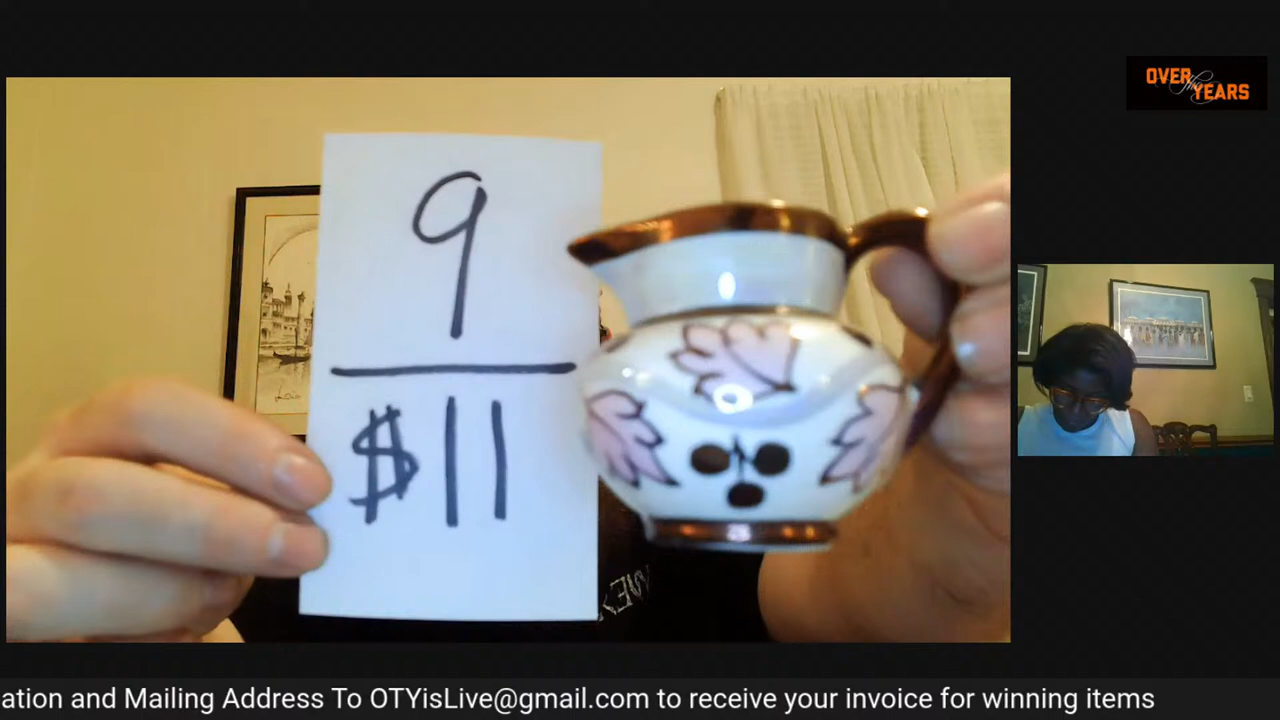 OVER
the
YEARS
9
$11
ation and Mailing Address To OTYisLive@gmail.com to receive your invoice for winning items